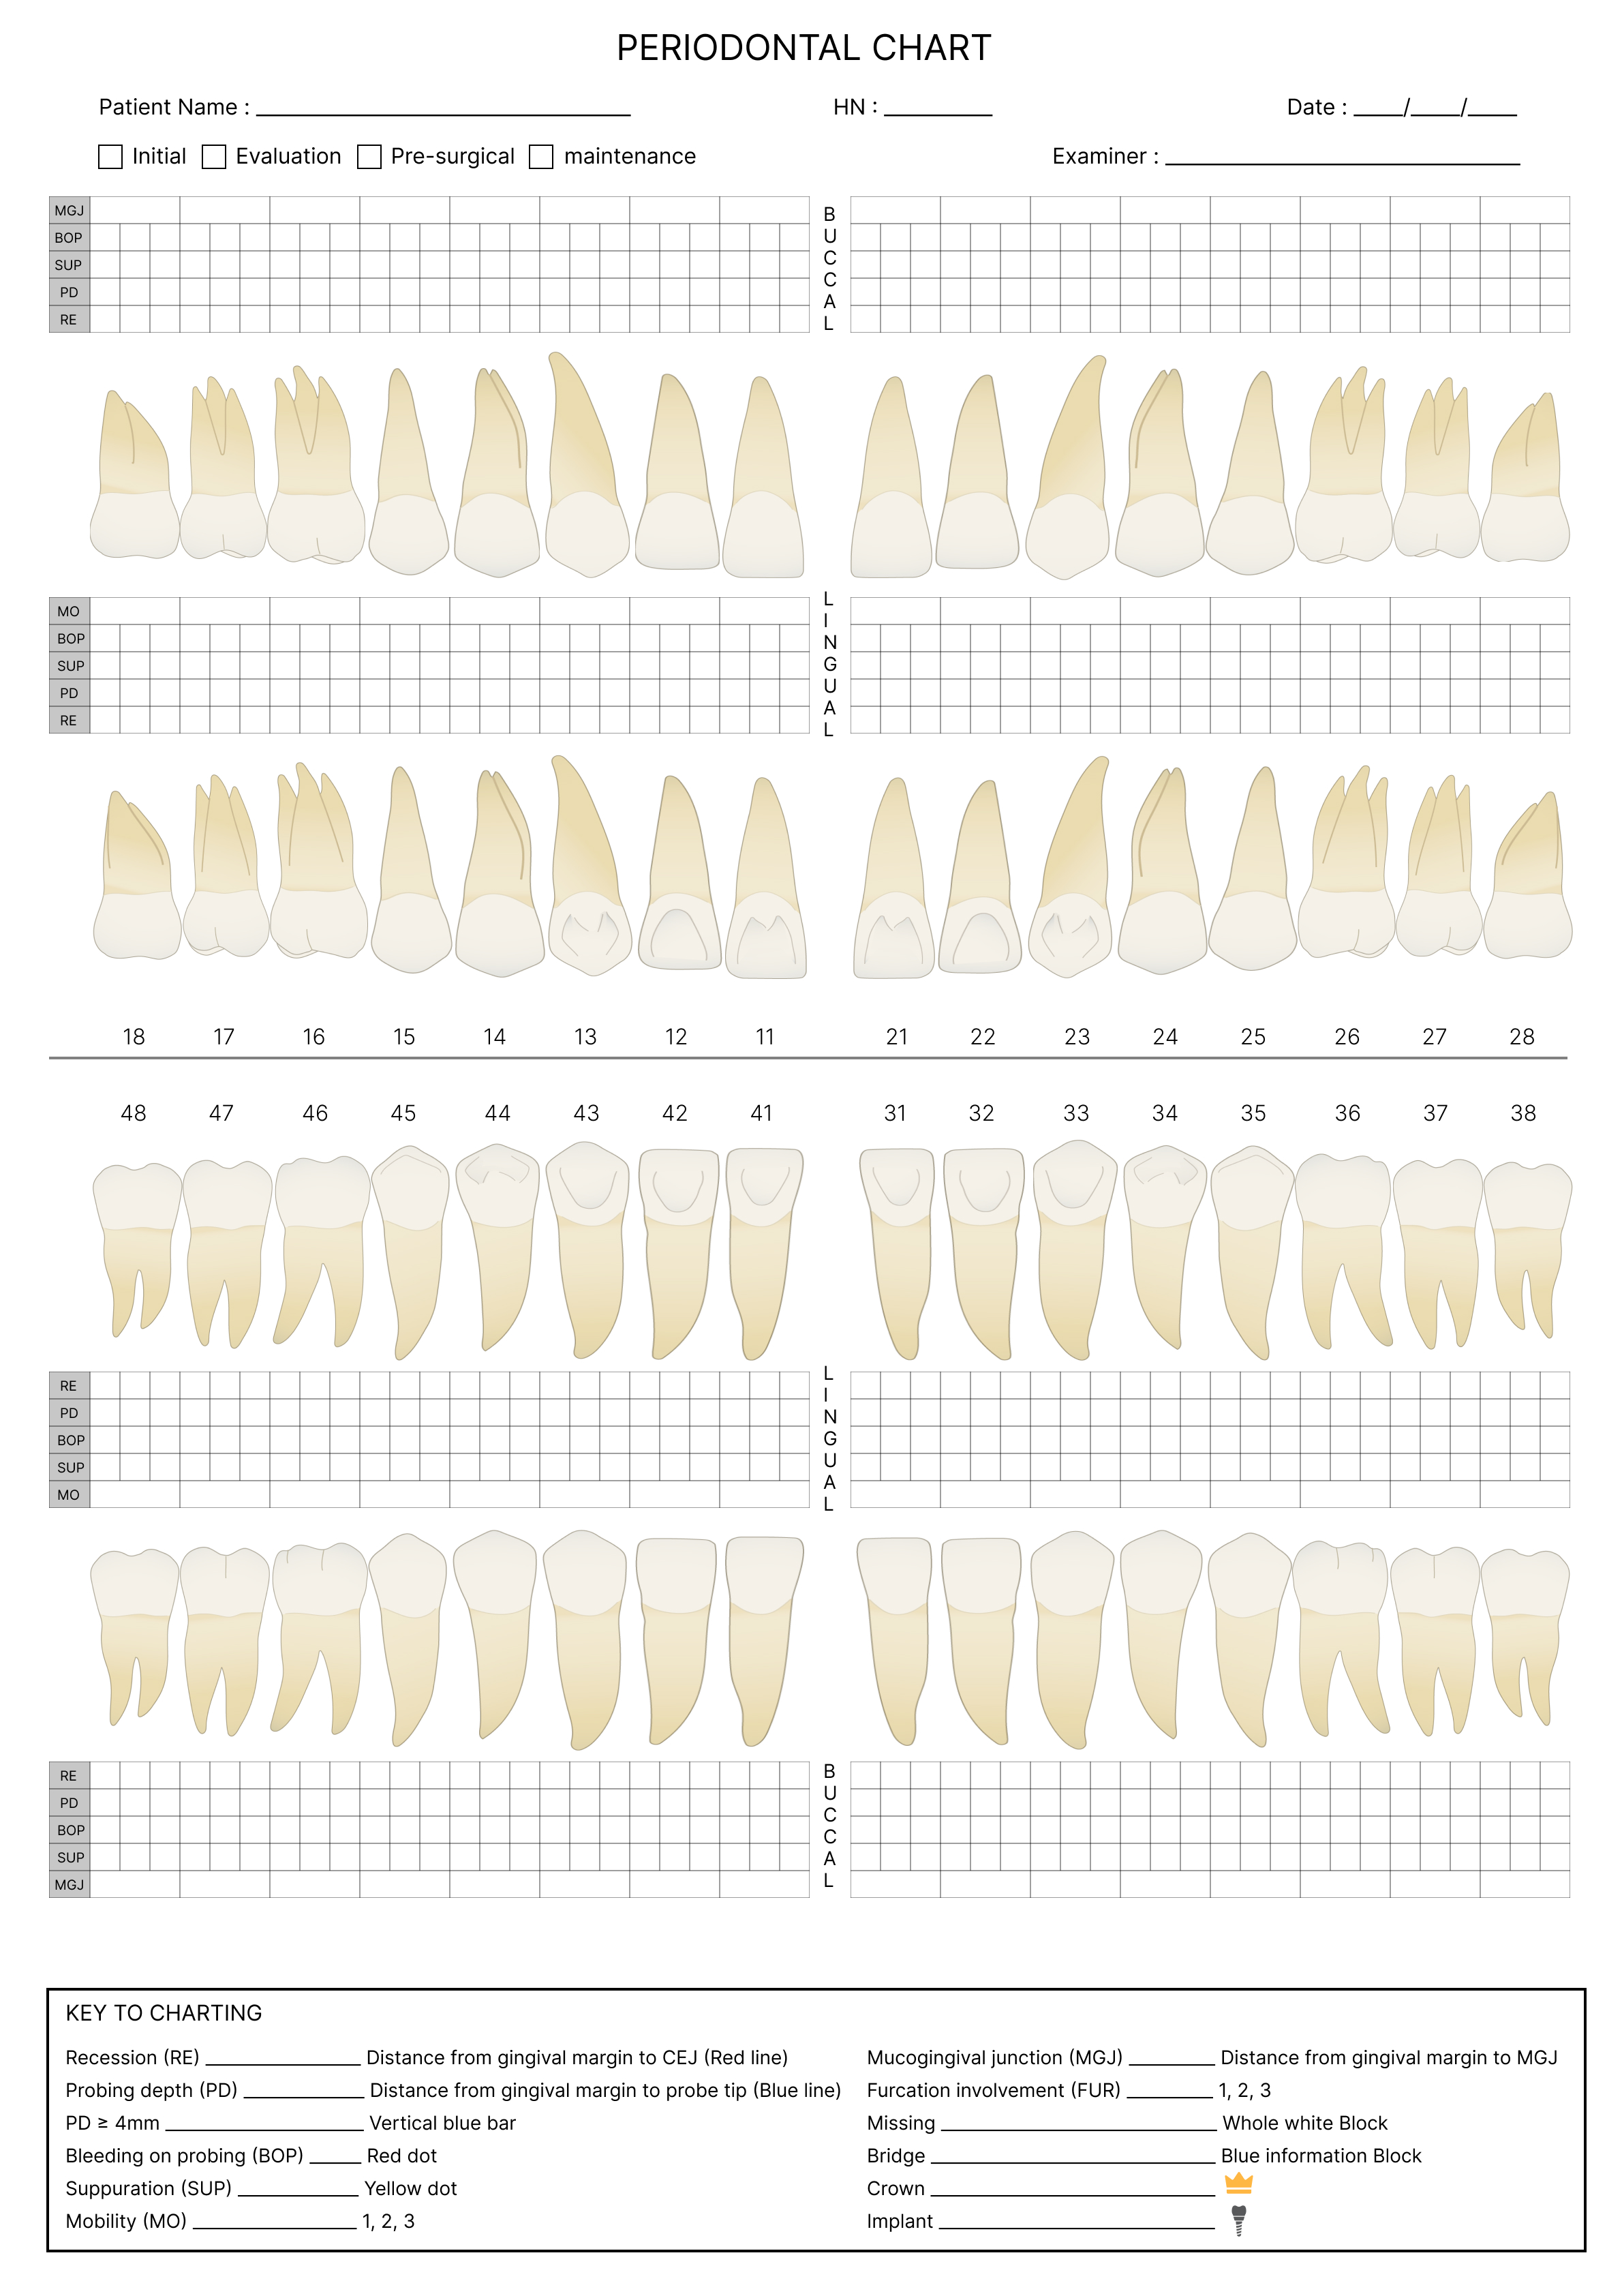 PERIODONTAL CHART
Patient Name : HN : Date : / /
Initial Evaluation Pre-surgical maintenance Examiner :
MGJ
BOP
SUP
PD
RE
BUCCAL
MO
BOP
SUP
PD
RE
LINGUAL
18 17 16 15 14 13 12 11 21 22 23 24 25 26 27 28
48 47 46 45 44 43 42 41 31 32 33 34 35 36 37 38
RE
PD
BOP
SUP
MO
LINGUAL
RE
PD
BOP
SUP
MGJ
BUCCAL
KEY TO CHARTING
Recession (RE) Distance from gingival margin to CEJ (Red line)
Probing depth (PD) Distance from gingival margin to probe tip (Blue line)
PD ≥ 4mm Vertical blue bar
Bleeding on probing (BOP) Red dot
Suppuration (SUP) Yellow dot
Mobility (MO) 1, 2, 3
Mucogingival junction (MGJ) Distance from gingival margin to MGJ
Furcation involvement (FUR) 1, 2, 3
Missing Whole white Block
Bridge Blue information Block
Crown
Implant